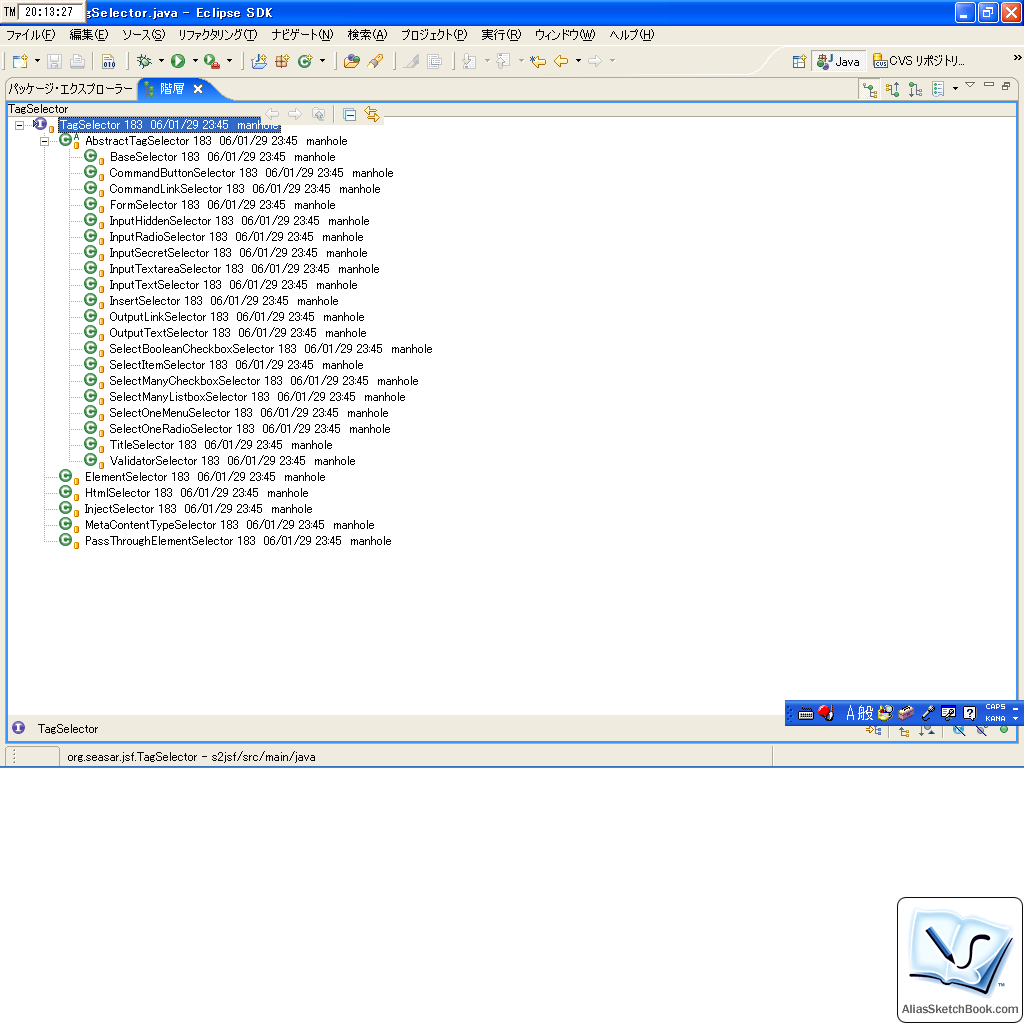 TM 20:13:27 gSelector.java - Eclipse SDK
ファイル(F) 編集(E) ソース(S) リファクタリング(T) ナビゲート(N) 検索(A) プロジェクト(P) 実行(R) ウィンドウ(W) ヘルプ(H)
Java CVS リポジトリ...
パッケージ・エクスプローラー 階層
TagSelector
TagSelector 183 06/01/29 23:45 manhole
AbstractTagSelector 183 06/01/29 23:45 manhole
BaseSelector 183 06/01/29 23:45 manhole
CommandButtonSelector 183 06/01/29 23:45 manhole
CommandLinkSelector 183 06/01/29 23:45 manhole
FormSelector 183 06/01/29 23:45 manhole
InputHiddenSelector 183 06/01/29 23:45 manhole
InputRadioSelector 183 06/01/29 23:45 manhole
InputSecretSelector 183 06/01/29 23:45 manhole
InputTextareaSelector 183 06/01/29 23:45 manhole
InputTextSelector 183 06/01/29 23:45 manhole
InsertSelector 183 06/01/29 23:45 manhole
OutputLinkSelector 183 06/01/29 23:45 manhole
OutputTextSelector 183 06/01/29 23:45 manhole
SelectBooleanCheckboxSelector 183 06/01/29 23:45 manhole
SelectItemSelector 183 06/01/29 23:45 manhole
SelectManyCheckboxSelector 183 06/01/29 23:45 manhole
SelectManyListboxSelector 183 06/01/29 23:45 manhole
SelectOneMenuSelector 183 06/01/29 23:45 manhole
SelectOneRadioSelector 183 06/01/29 23:45 manhole
TitleSelector 183 06/01/29 23:45 manhole
ValidatorSelector 183 06/01/29 23:45 manhole
ElementSelector 183 06/01/29 23:45 manhole
HtmlSelector 183 06/01/29 23:45 manhole
InjectSelector 183 06/01/29 23:45 manhole
MetaContentTypeSelector 183 06/01/29 23:45 manhole
PassThroughElementSelector 183 06/01/29 23:45 manhole
A 般 CAPS
KANA
TagSelector
org.seasar.jsf.TagSelector - s2jsf/src/main/java
AliasSketchBook.com